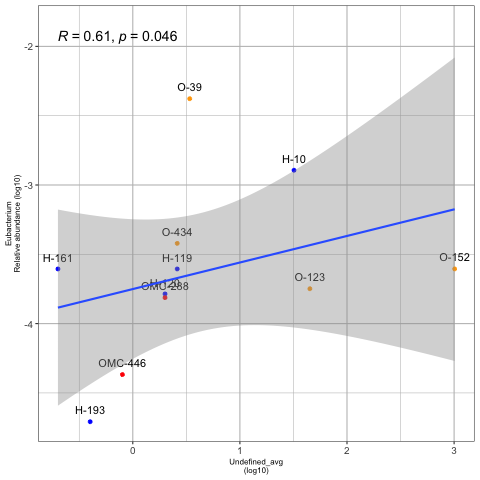 R = 0.61, p = 0.046
-2
O-39
H-10
-3
O-434
H-161
H-119
O-152
O-123
H-120
OMC-288
-4
OMC-446
H-193
0
1
2
3
Undefined_avg
(log10)
Eubacterium
Relative abundance (log10)